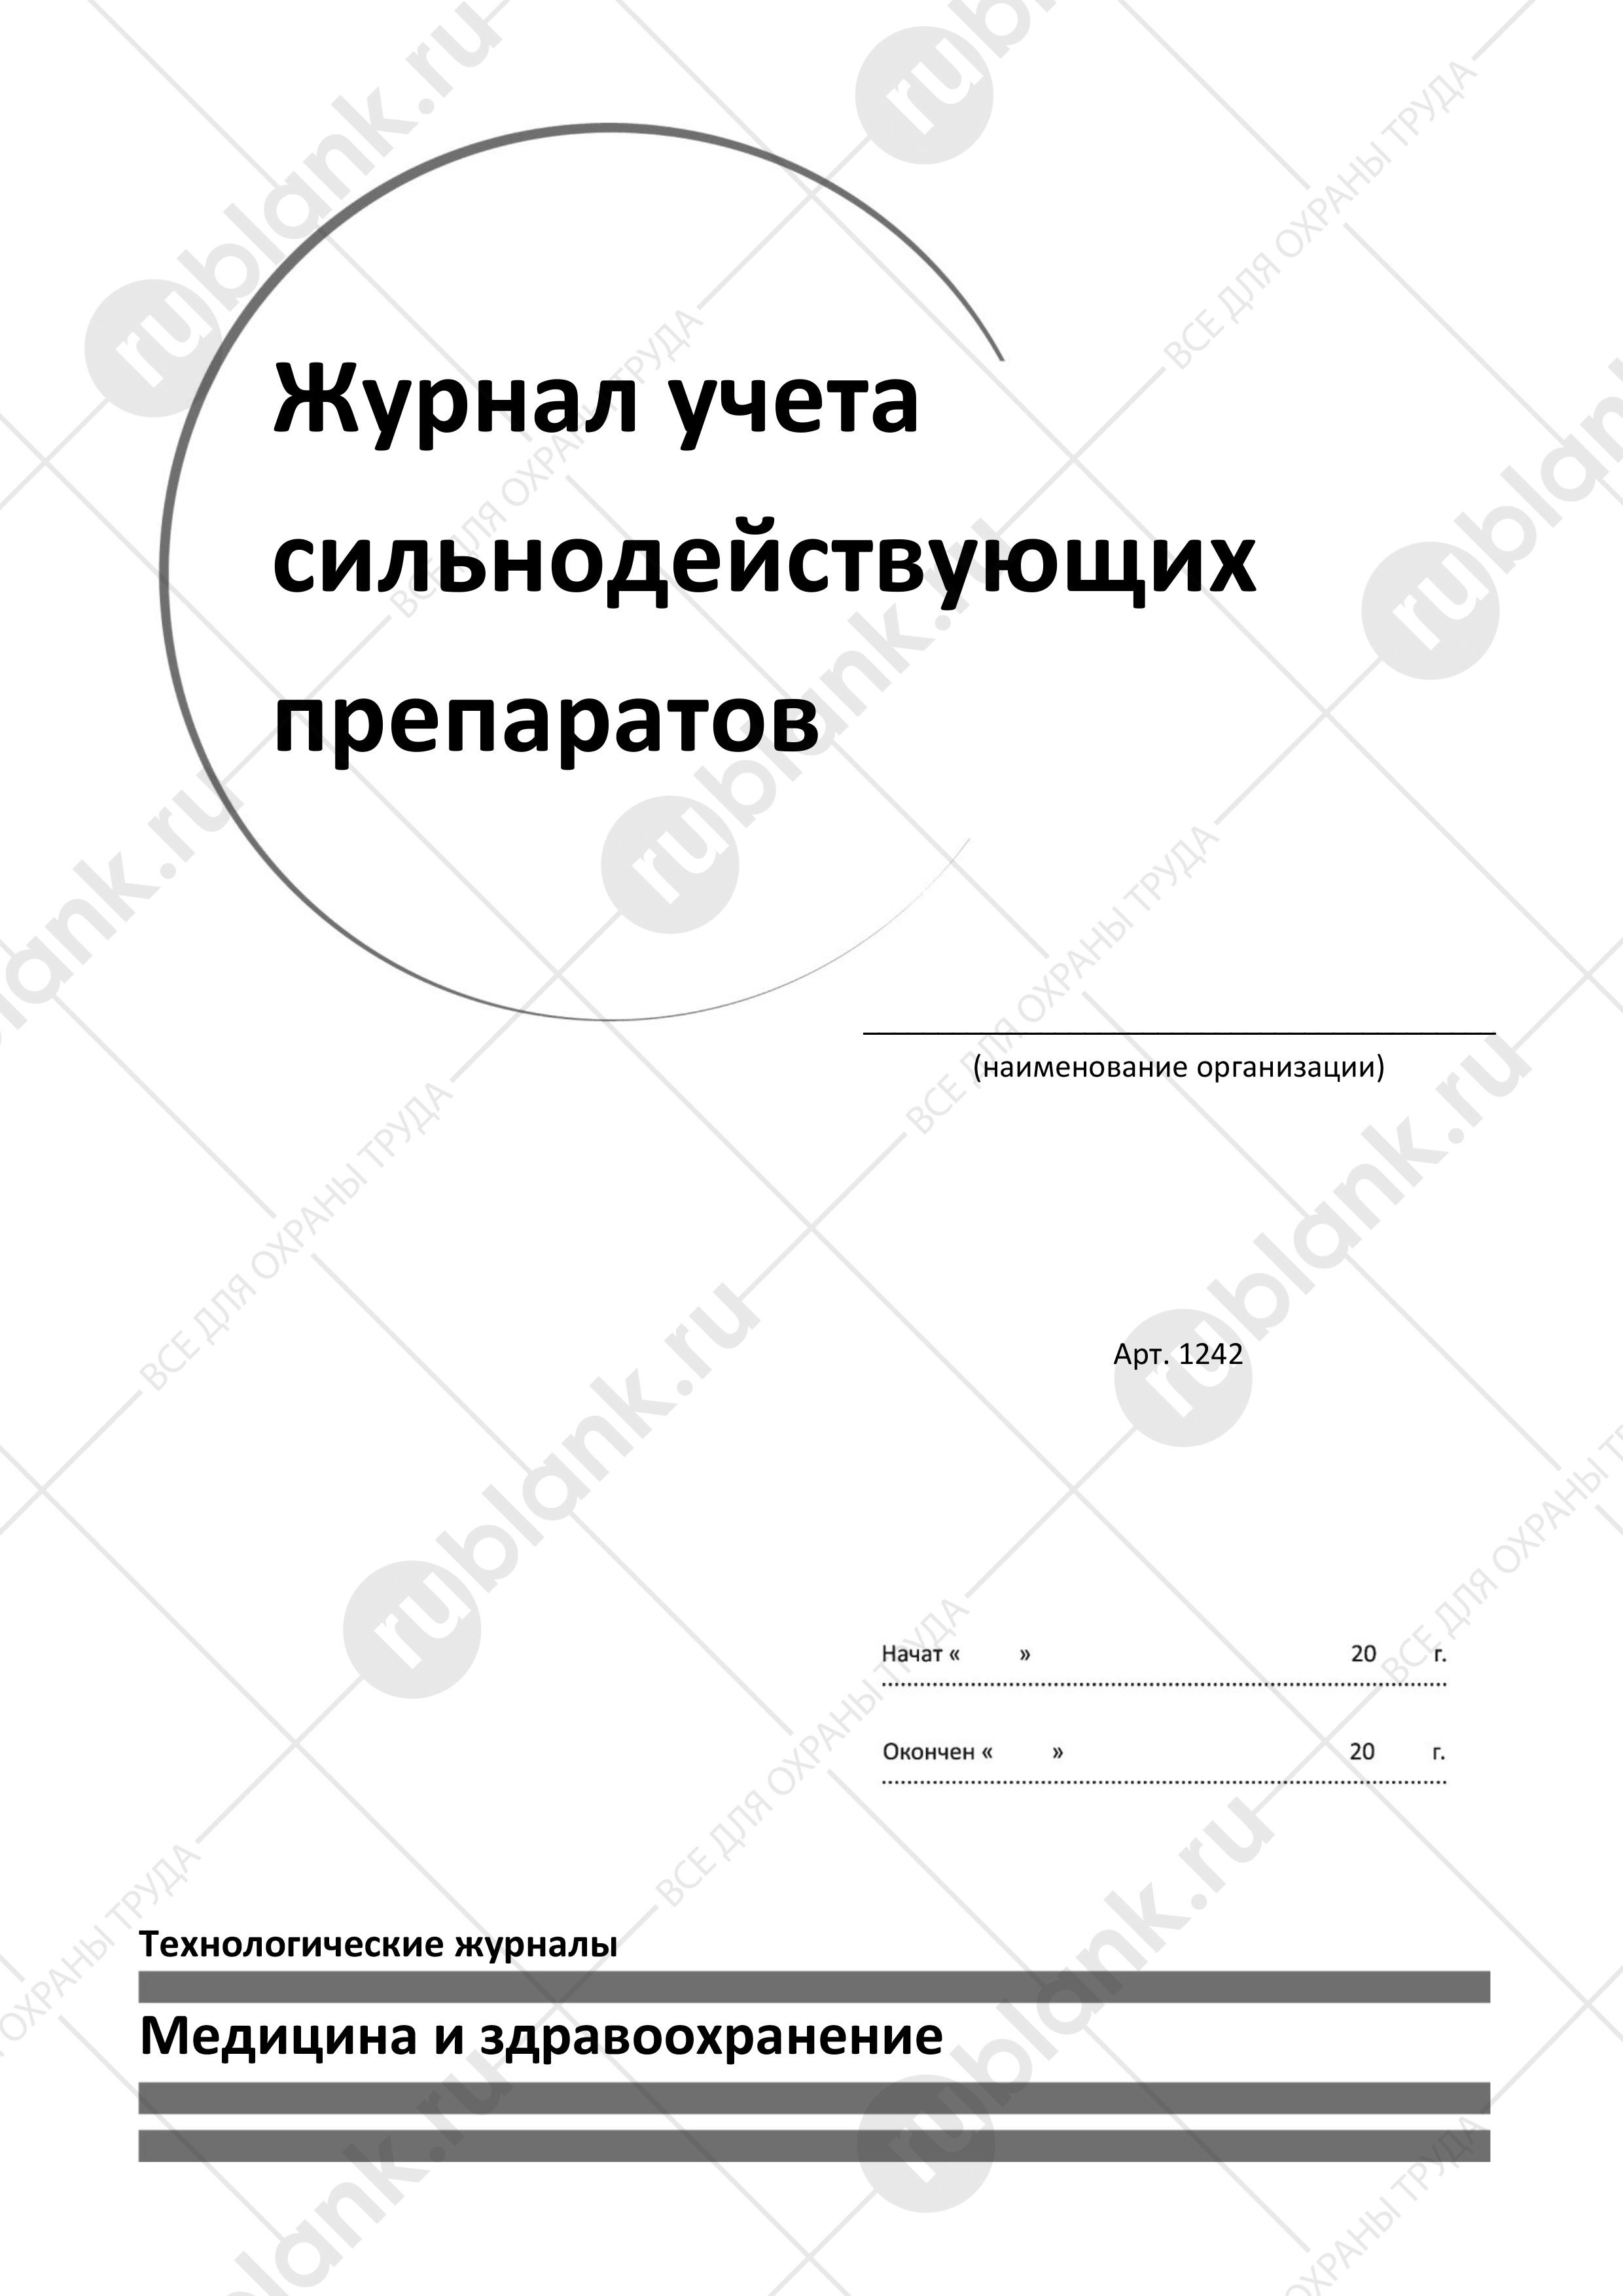 Журнал учета
сильнодействующих
препаратов
(наименование организации)
Арт. 1242
Начат « » 20 г.
Окончен « » 20 г.
Технологические журналы
Медицина и здравоохранение
rublank.ru
ВСЕ ДЛЯ ОХРАНЫ ТРУДА